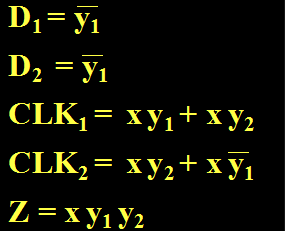 D₁ = y̅₁
D₂ = y̅₁
CLK₁ = x y₁ + x y₂
CLK₂ = x y₂ + x y̅₁
Z = x y₁ y₂